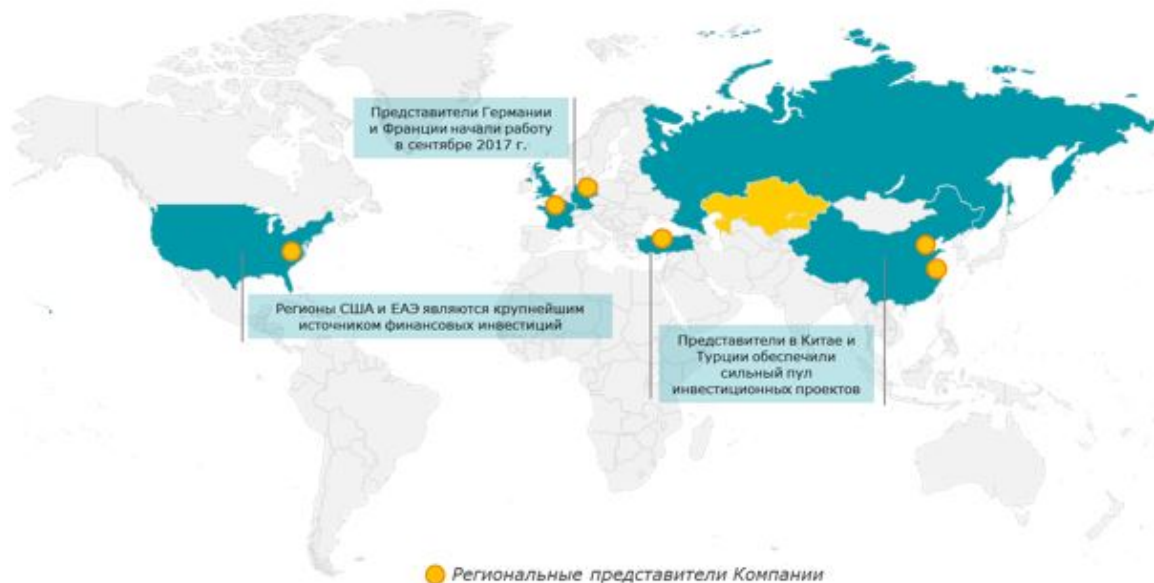 Представители Германии
и Франции начали работу
в сентябре 2017 г.
Регионы США и ЕАЭ являются крупнейшим
источником финансовых инвестиций
Представители в Китае и
Турции обеспечили
сильный пул
инвестиционных проектов
Региональные представители Компании